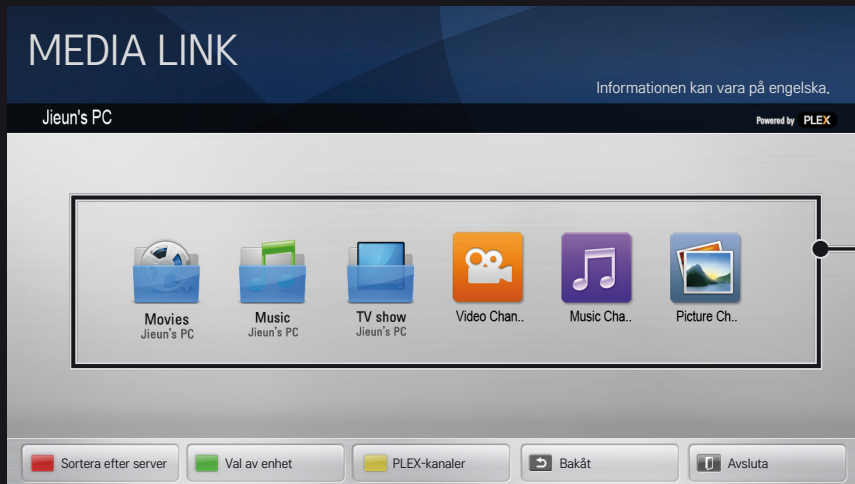 MEDIA LINK
Informationen kan vara på engelska.
Jieun's PC
Powered by PLEX
Movies
Jieun's PC
Music
Jieun's PC
TV show
Jieun's PC
Video Chan..
Music Cha..
Picture Ch..
Sortera efter server
Val av enhet
PLEX-kanaler
Bakåt
Avsluta